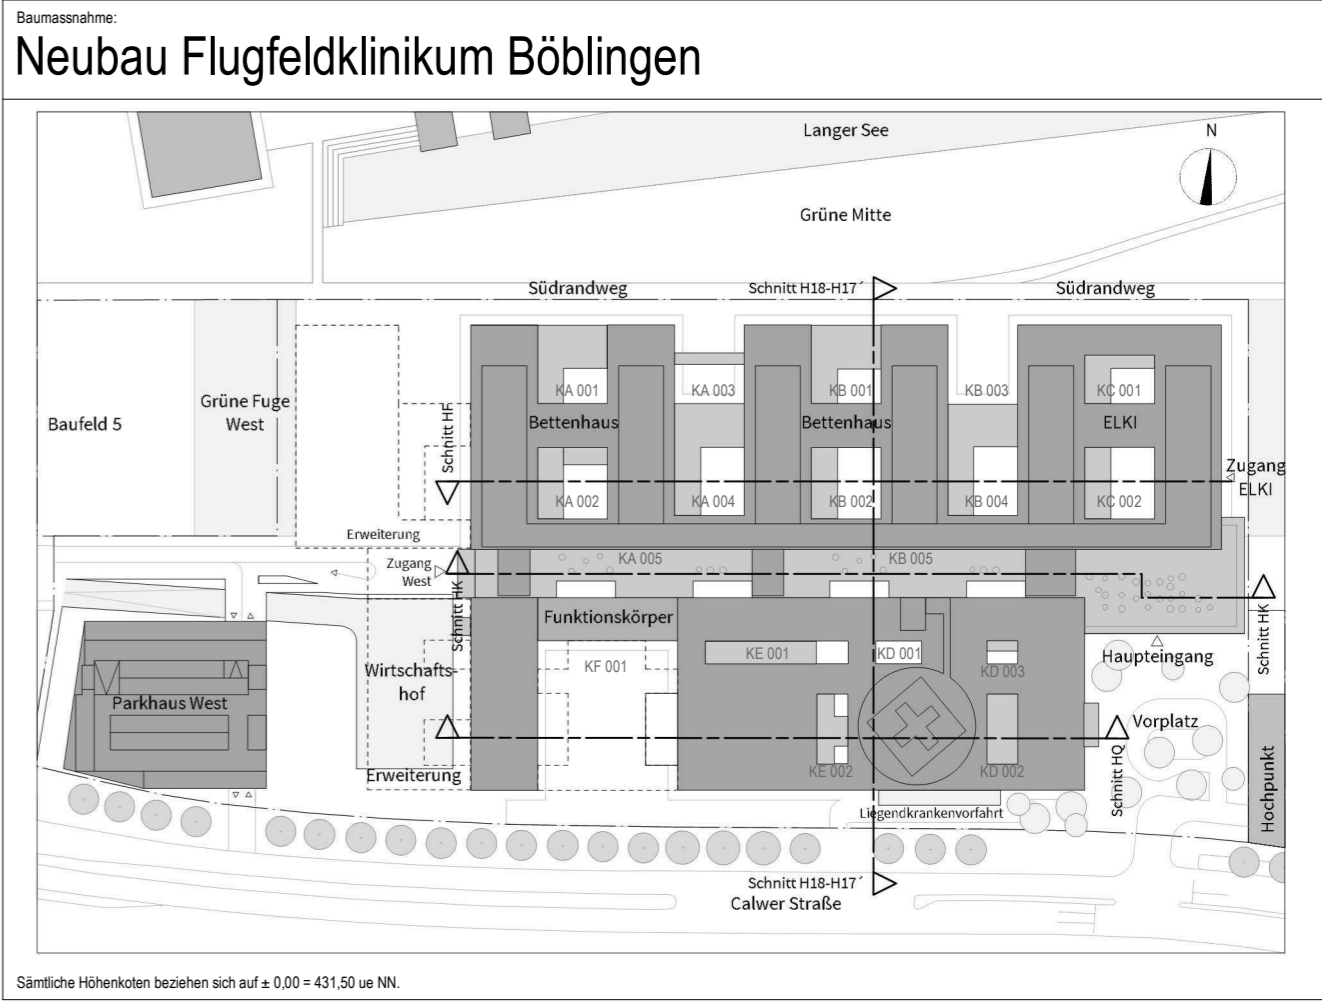 Baumassnahme:
Neubau Flugfeldklinikum Böblingen
Langer See
N
Grüne Mitte
Südrandweg
Schnitt H18-H17´
Südrandweg
KA 001
KA 003
KB 001
KB 003
KC 001
Grüne Fuge
West
Baufeld 5
Bettenhaus
Bettenhaus
ELKI
Schnitt HF
Zugang
ELKI
KA 002
KA 004
KB 002
KB 004
KC 002
Erweiterung
Zugang
West
KA 005
KB 005
Schnitt HK
Schnitt HK
Funktionskörper
KE 001
KD 001
Haupteingang
KF 001
KD 003
Wirtschafts-
hof
Parkhaus West
Vorplatz
Erweiterung
KE 002
KD 002
Schnitt HQ
Hochpunkt
Liegendkrankenvorfahrt
Schnitt H18-H17´
Calwer Straße
Sämtliche Höhenkoten beziehen sich auf ± 0,00 = 431,50 ue NN.